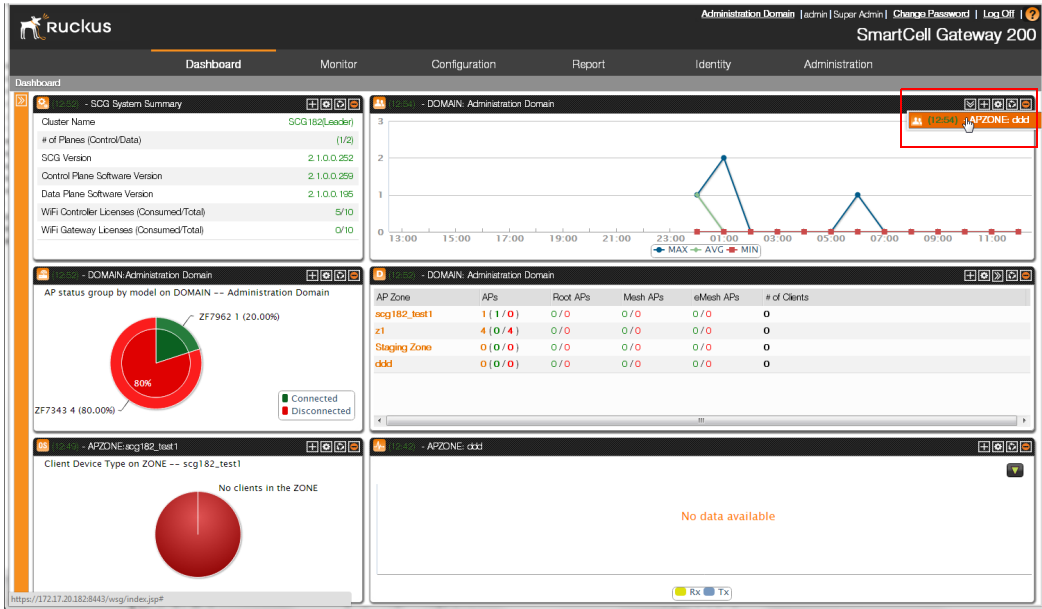 Administration Domain | admin | Super Admin | Change Password | Log Off | ?
Ruckus
SmartCell Gateway 200
Dashboard Monitor Configuration Report Identity Administration
Dashboard
(12:52) - SCG System Summary
Cluster Name SCG182(Leader)
# of Planes (Control/Data) (1/2)
SCG Version 2.1.0.0.252
Control Plane Software Version 2.1.0.0.259
Data Plane Software Version 2.1.0.0.195
WiFi Controller Licenses (Consumed/Total) 5/10
WiFi Gateway Licenses (Consumed/Total) 0/10
(12:54) - DOMAIN: Administration Domain
(12:54) - APZONE: ddd
3
2
1
0
13:00 15:00 17:00 19:00 21:00 23:00 01:00 03:00 05:00 07:00 09:00 11:00
MAX AVG MIN
(12:52) - DOMAIN:Administration Domain
AP status group by model on DOMAIN -- Administration Domain
ZF7962 1 (20.00%)
80%
ZF7343 4 (80.00%)
Connected
Disconnected
(12:52) - DOMAIN: Administration Domain
AP Zone APs Root APs Mesh APs eMesh APs # of Clients
scg182_test1 1 ( 1 / 0 ) 0 / 0 0 / 0 0 / 0 0
z1 4 ( 0 / 4 ) 0 / 0 0 / 0 0 / 0 0
Staging Zone 0 ( 0 / 0 ) 0 / 0 0 / 0 0 / 0 0
ddd 0 ( 0 / 0 ) 0 / 0 0 / 0 0 / 0 0
(12:49) - APZONE:scg182_test1
Client Device Type on ZONE -- scg182_test1
No clients in the ZONE
(12:42) - APZONE: ddd
No data available
Rx Tx
https://172.17.20.182:8443/wsg/index.jsp#